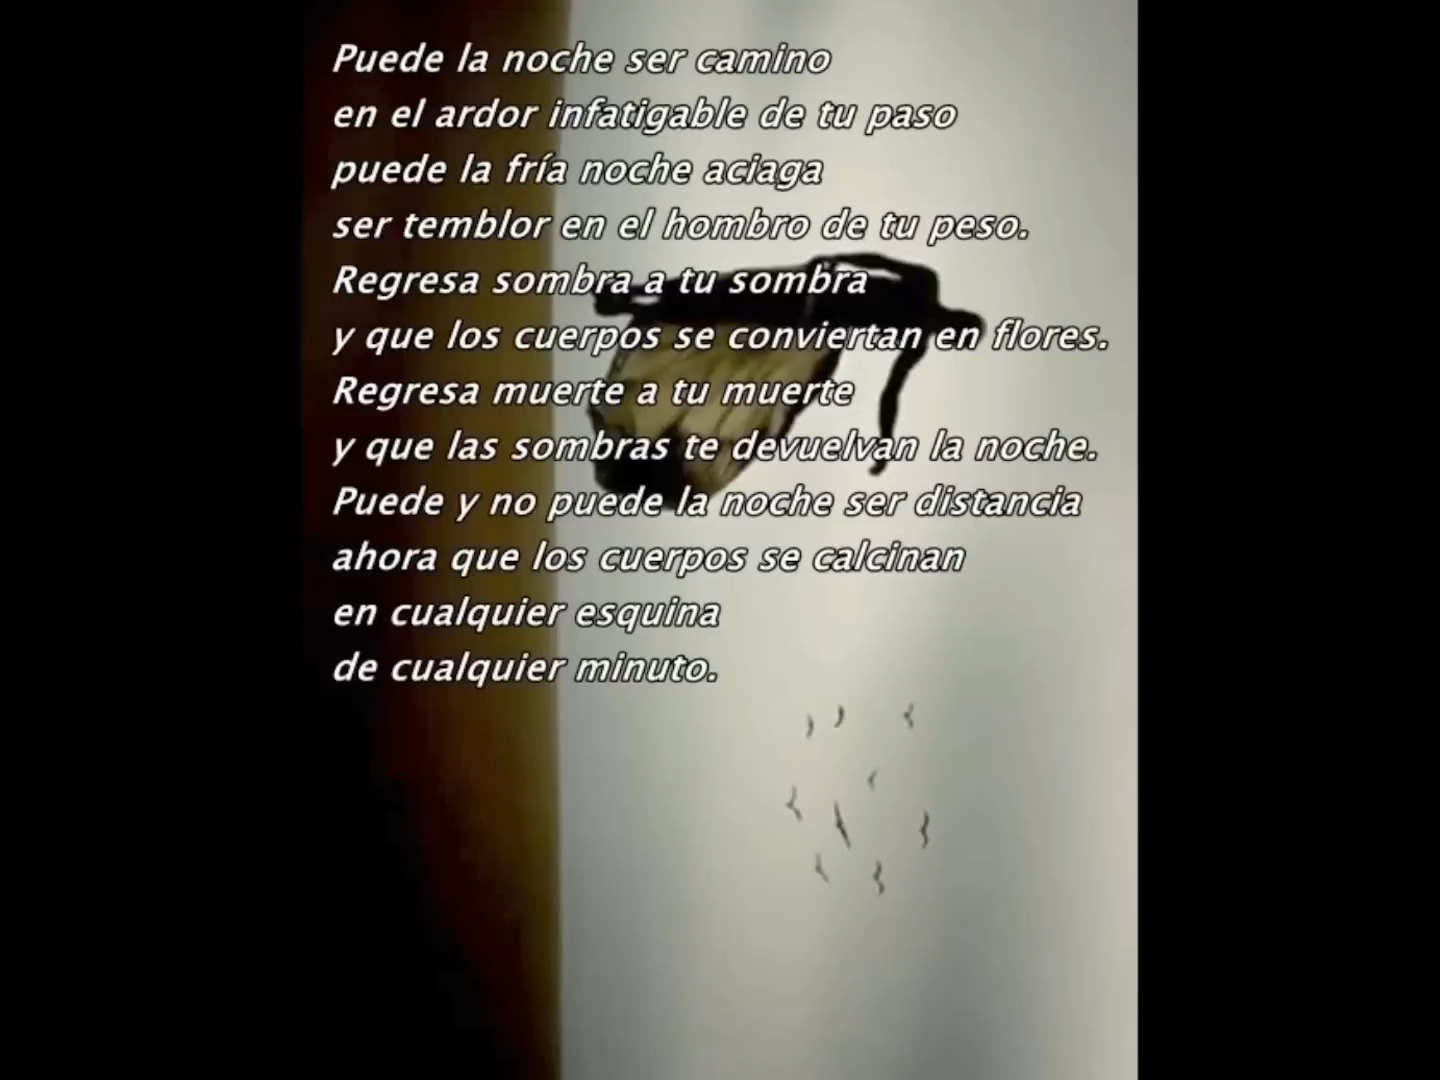 Puede la noche ser camino
en el ardor infatigable de tu paso
puede la fría noche aciaga
ser temblor en el hombro de tu peso.
Regresa sombra a tu sombra
y que los cuerpos se conviertan en flores.
Regresa muerte a tu muerte
y que las sombras te devuelvan la noche.
Puede y no puede la noche ser distancia
ahora que los cuerpos se calcinan
en cualquier esquina
de cualquier minuto.